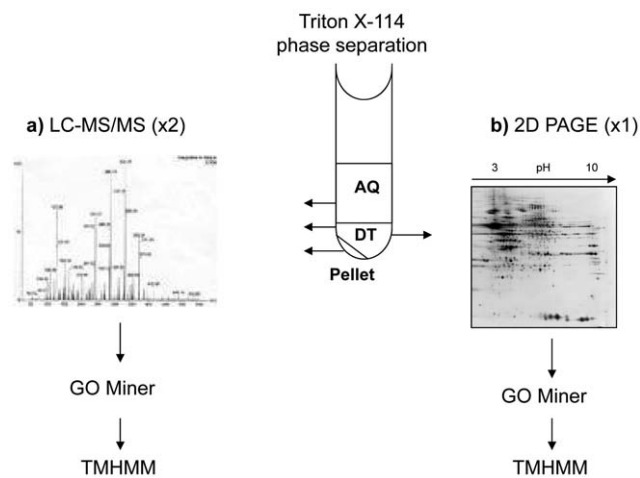 Triton X-114
phase separation
a) LC-MS/MS (x2)
b) 2D PAGE (x1)
3 pH 10
AQ
DT
Pellet
GO Miner
GO Miner
TMHMM
TMHMM